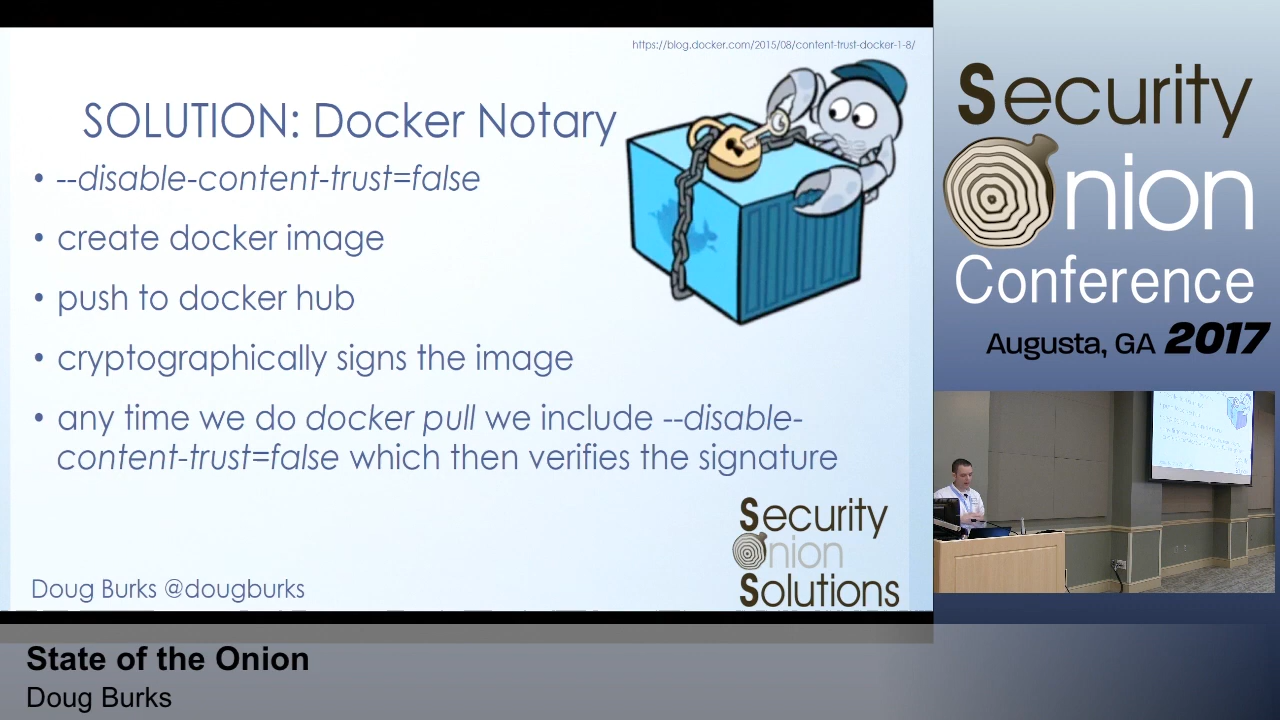 https://blog.docker.com/2015/08/content-trust-docker-1-8/
SOLUTION: Docker Notary
• --disable-content-trust=false
• create docker image
• push to docker hub
• cryptographically signs the image
• any time we do docker pull we include --disable-
content-trust=false which then verifies the signature
Security
Onion
Solutions
Doug Burks @dougburks
Security
Onion
Conference
Augusta, GA 2017
State of the Onion
Doug Burks